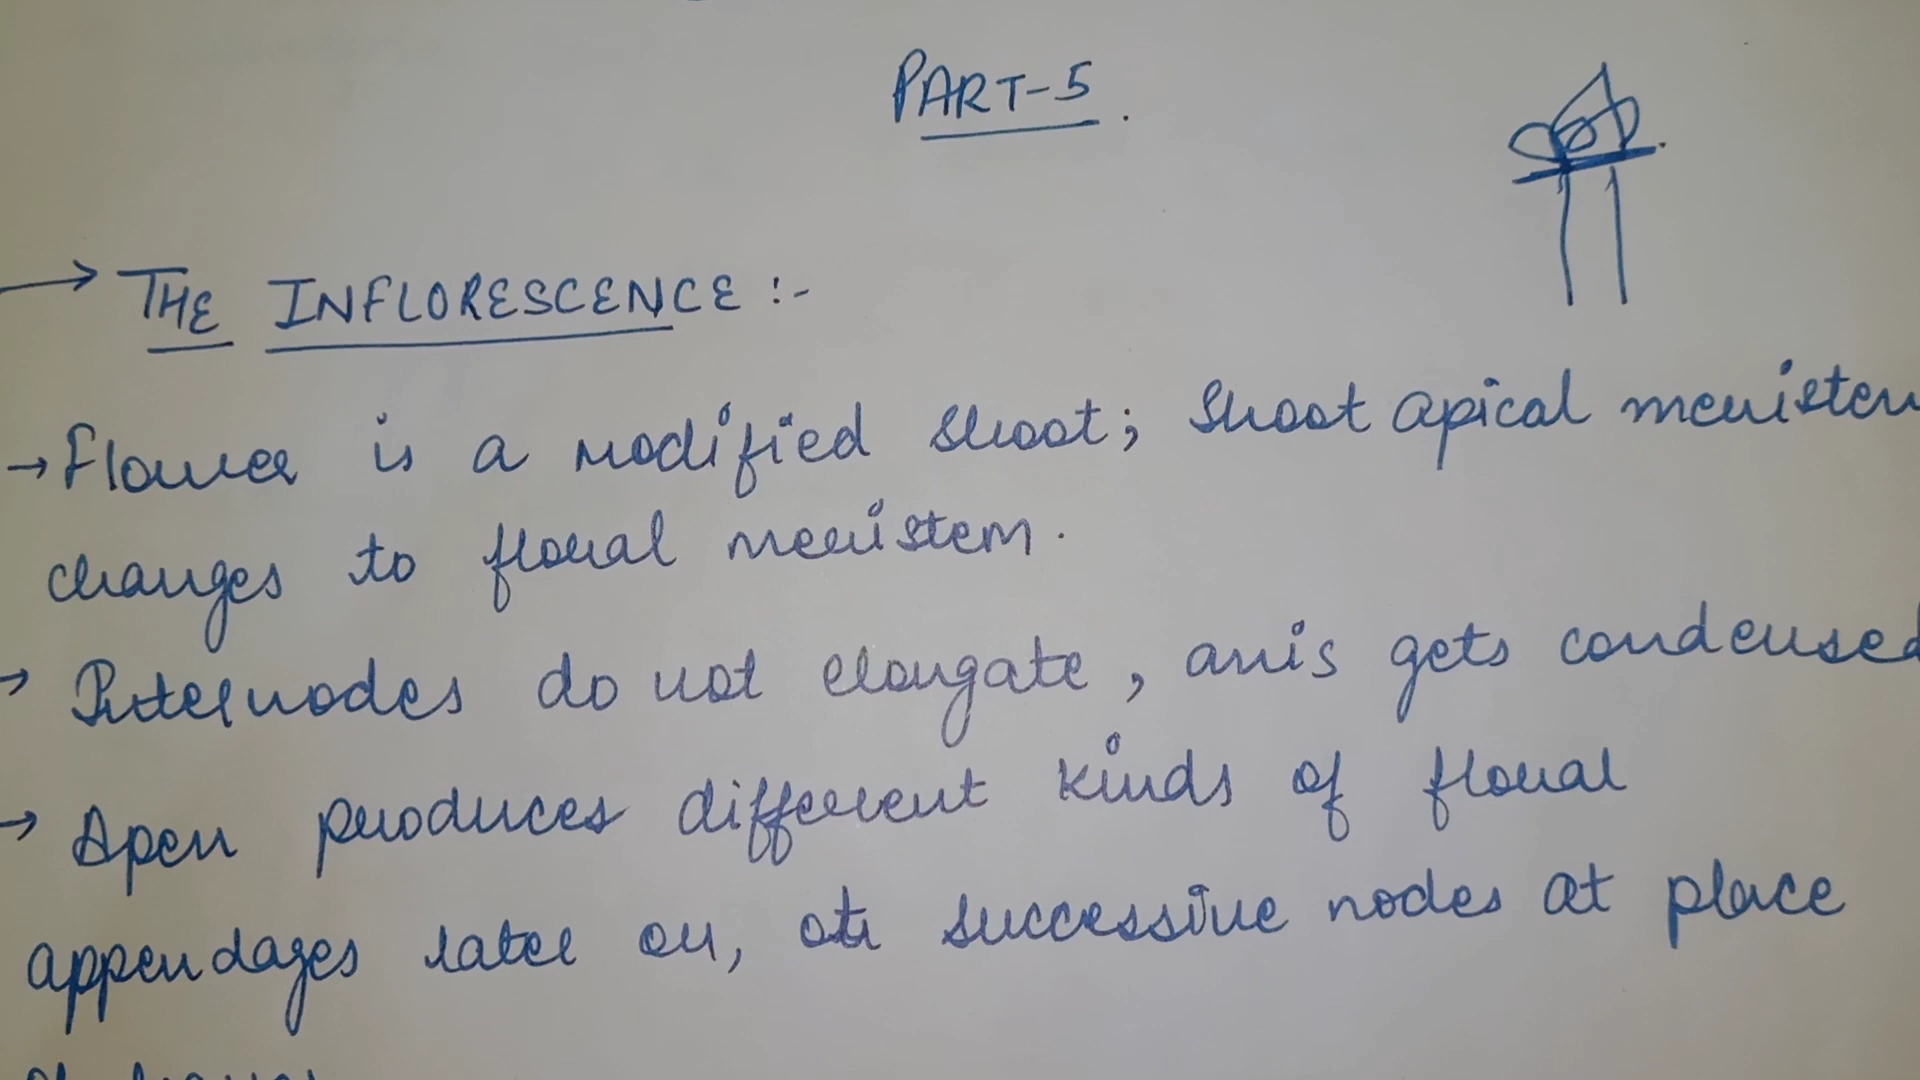 PART-5.
→ THE INFLORESCENCE :-
→ Flower is a modified shoot; Shoot apical meristem
changes to floral meristem.
→ Internodes do not elongate, axis gets condensed
→ Apex produces different kinds of floral
appendages later on, at successive nodes at place